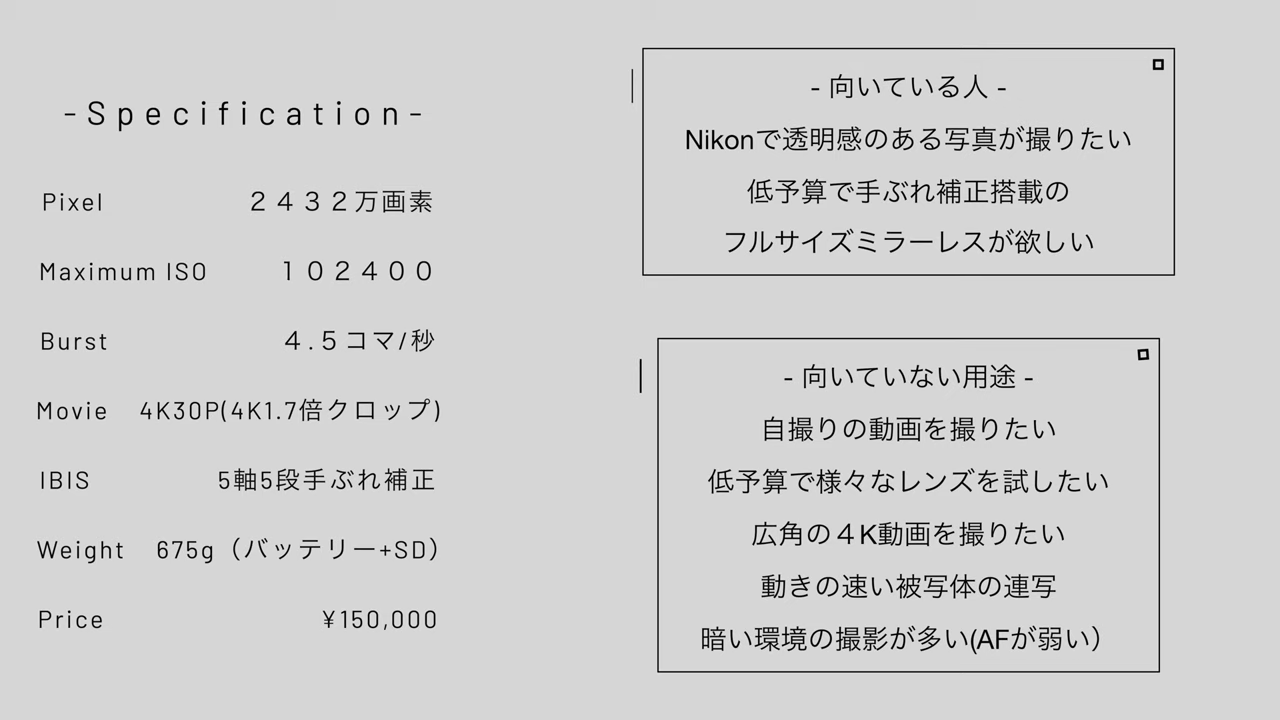 -Specification-
Pixel ２４３２万画素
Maximum ISO １０２４００
Burst ４.５コマ/秒
Movie 4K30P(4K1.7倍クロップ)
IBIS 5軸5段手ぶれ補正
Weight 675g（バッテリー+SD）
Price ¥150,000
- 向いている人 -
Nikonで透明感のある写真が撮りたい
低予算で手ぶれ補正搭載の
フルサイズミラーレスが欲しい
- 向いていない用途 -
自撮りの動画を撮りたい
低予算で様々なレンズを試したい
広角の４K動画を撮りたい
動きの速い被写体の連写
暗い環境の撮影が多い(AFが弱い）